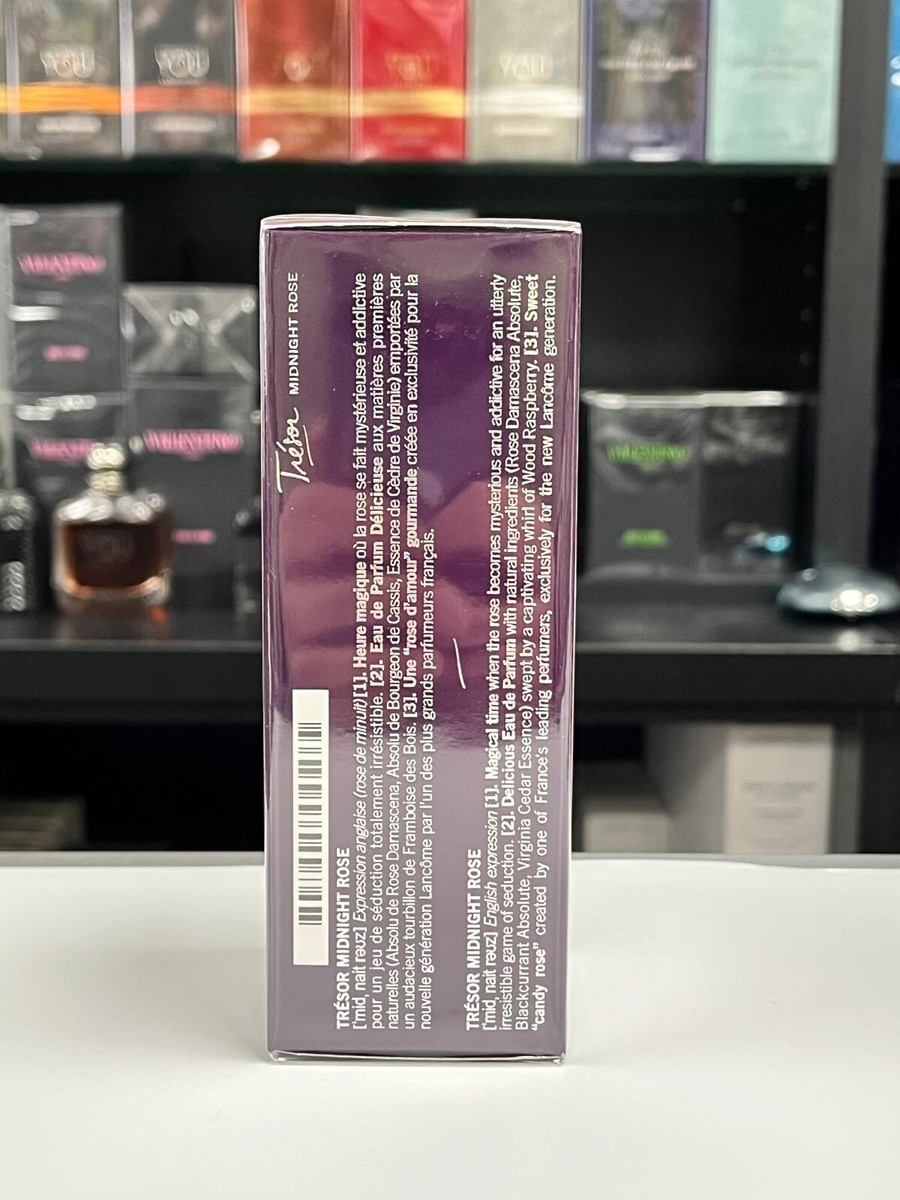 YOU
YOU
YOU
VALENTINO
VALENTINO
VALENTINO
VALENTINO
Trésor MIDNIGHT ROSE
TRÉSOR MIDNIGHT ROSE
['mid, nait rəuz] Expression anglaise (rose de minuit) [1]. Heure magique où la rose se fait mystérieuse et addictive
pour un jeu de séduction totalement irrésistible. [2]. Eau de Parfum Délicieuse aux matières premières
naturelles (Absolu de Rose Damascena, Absolu de Bourgeon de Cassis, Essence de Cèdre de Virginie) emportées par
un audacieux tourbillon de Framboise des Bois. [3]. Une "rose d'amour" gourmande créée en exclusivité pour la
nouvelle génération Lancôme par l'un des plus grands parfumeurs français.
TRÉSOR MIDNIGHT ROSE
['mid, nait rəuz] English expression [1]. Magical time when the rose becomes mysterious and addictive for an utterly
irresistible game of seduction. [2]. Delicious Eau de Parfum with natural ingredients (Rose Damascena Absolute,
Blackcurrant Absolute, Virginia Cedar Essence) swept by a captivating whirl of Wood Raspberry. [3]. Sweet
"candy rose" created by one of France's leading perfumers, exclusively for the new Lancôme generation.